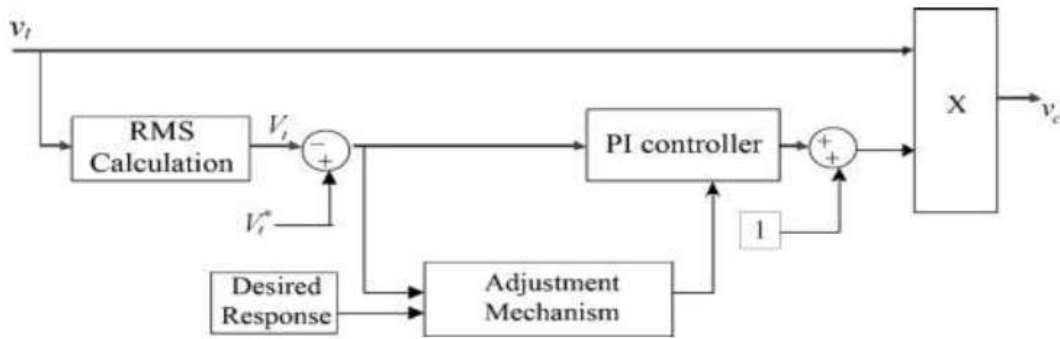 v_t
RMS
Calculation
V_t
−
+
V_t*
PI controller
+
+
1
X
v_c
Desired
Response
Adjustment
Mechanism